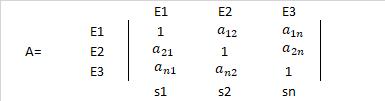 E1 E2 E3
E1 1 a₁₂ a₁ₙ
A= E2 a₂₁ 1 a₂ₙ
E3 aₙ₁ aₙ₂ 1
s1 s2 sn